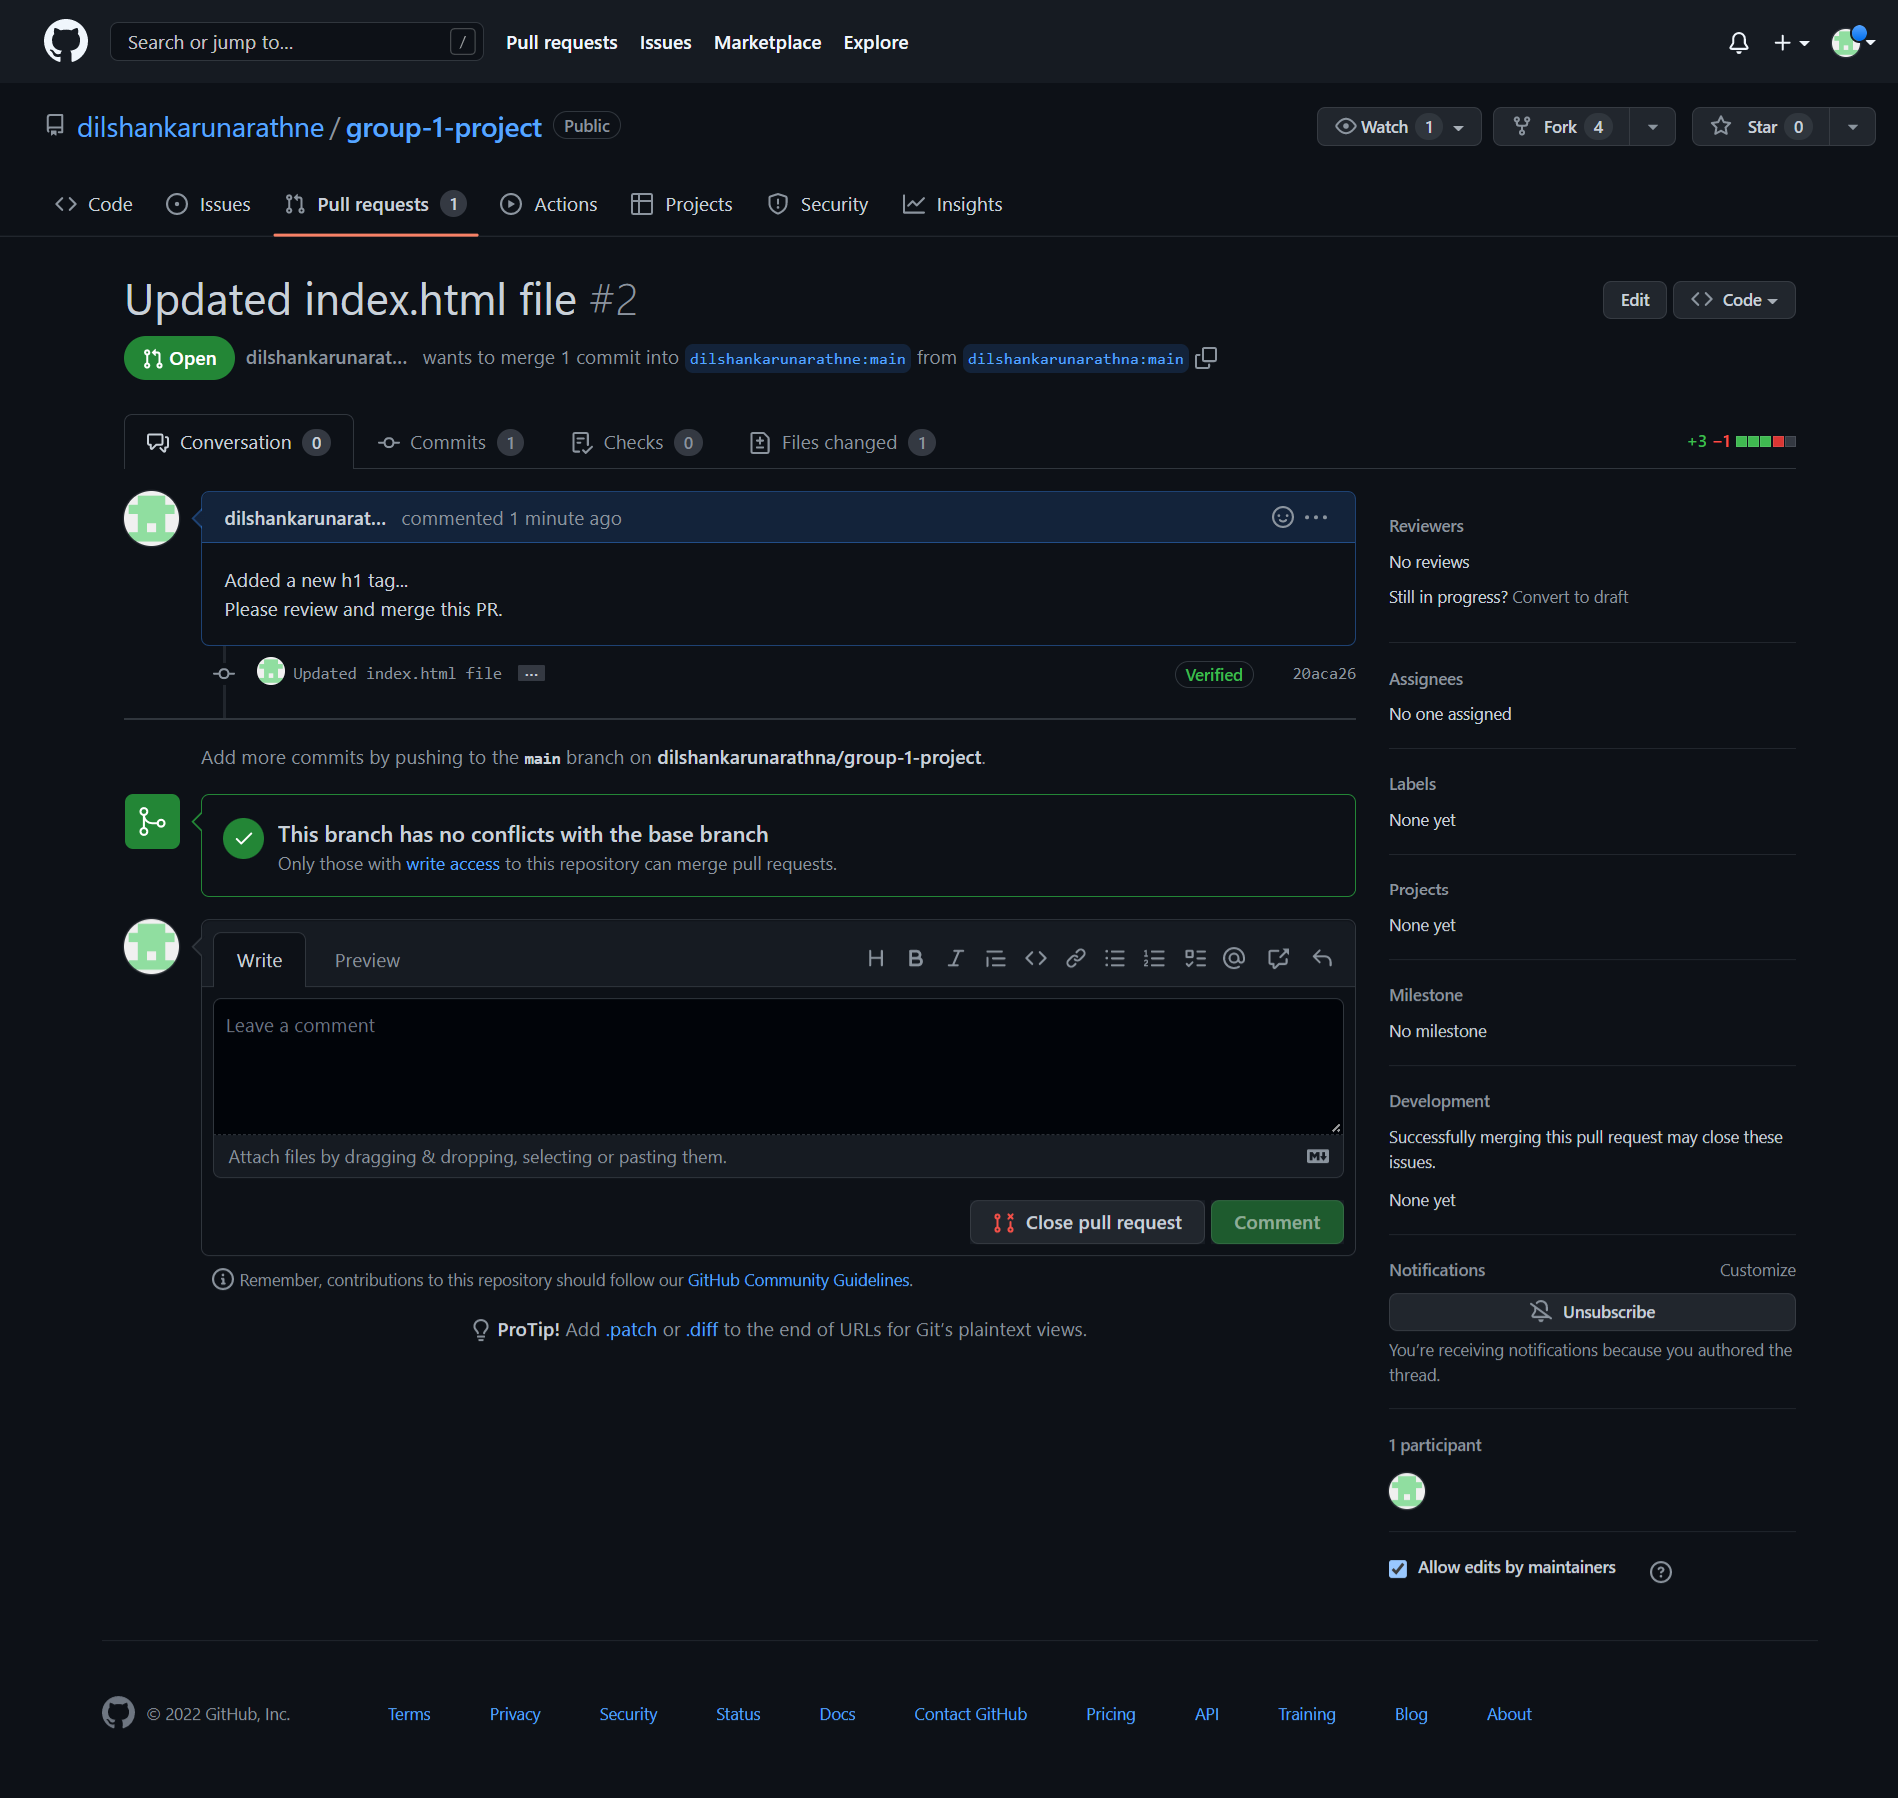 Search or jump to... /
Pull requests Issues Marketplace Explore
dilshankarunarathne / group-1-project Public
Watch 1 Fork 4 Star 0
Code Issues Pull requests 1 Actions Projects Security Insights
Updated index.html file #2
Edit Code
Open dilshankarunarat... wants to merge 1 commit into dilshankarunarathne:main from dilshankarunarathna:main
Conversation 0 Commits 1 Checks 0 Files changed 1
+3 −1
dilshankarunarat... commented 1 minute ago
Added a new h1 tag...
Please review and merge this PR.
Updated index.html file ... Verified 20aca26
Add more commits by pushing to the main branch on dilshankarunarathna/group-1-project.
This branch has no conflicts with the base branch
Only those with write access to this repository can merge pull requests.
Write Preview
Leave a comment
Attach files by dragging & dropping, selecting or pasting them.
Close pull request Comment
Remember, contributions to this repository should follow our GitHub Community Guidelines.
ProTip! Add .patch or .diff to the end of URLs for Git’s plaintext views.
Reviewers
No reviews
Still in progress? Convert to draft
Assignees
No one assigned
Labels
None yet
Projects
None yet
Milestone
No milestone
Development
Successfully merging this pull request may close these
issues.
None yet
Notifications Customize
Unsubscribe
You’re receiving notifications because you authored the
thread.
1 participant
Allow edits by maintainers
© 2022 GitHub, Inc. Terms Privacy Security Status Docs Contact GitHub Pricing API Training Blog About